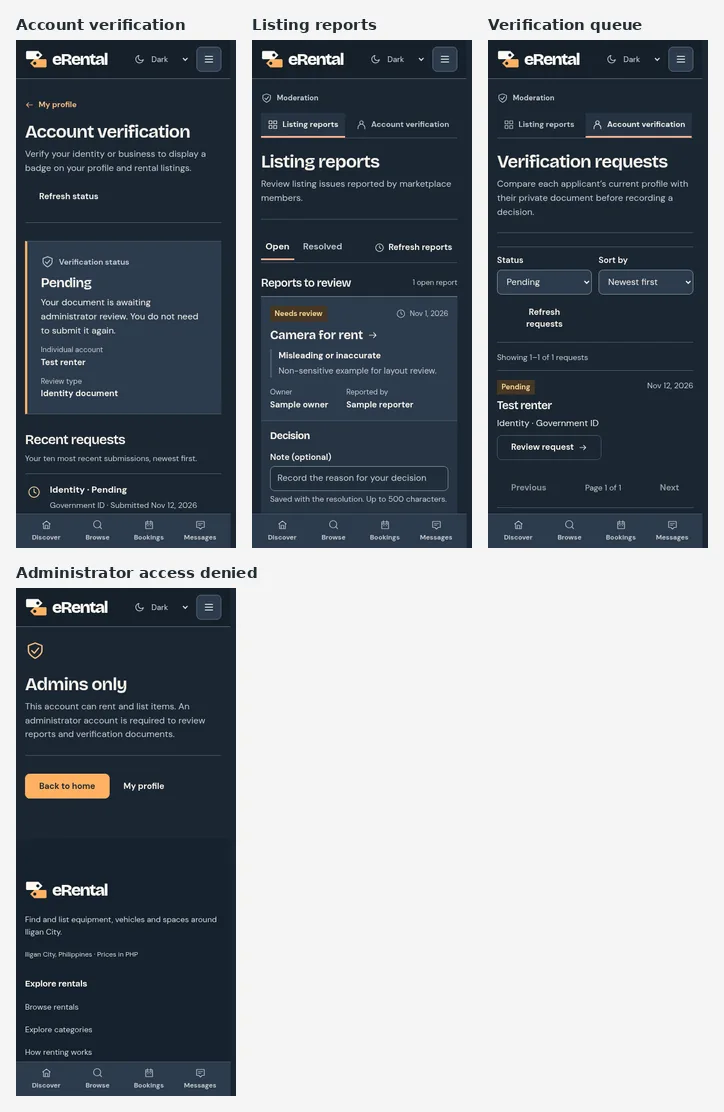 Account verification
eRental
Dark
My profile
Account verification
Verify your identity or business to display a
badge on your profile and rental listings.
Refresh status
Verification status
Pending
Your document is awaiting
administrator review. You do not need
to submit it again.
Individual account
Test renter
Review type
Identity document
Recent requests
Your ten most recent submissions, newest first.
Identity · Pending
Government ID · Submitted Nov 12, 2026
Discover
Browse
Bookings
Messages
Listing reports
eRental
Dark
Moderation
Listing reports
Account verification
Listing reports
Review listing issues reported by marketplace
members.
Open
Resolved
Refresh reports
Reports to review
1 open report
Needs review
Nov 1, 2026
Camera for rent →
Misleading or inaccurate
Non-sensitive example for layout review.
Owner
Reported by
Sample owner
Sample reporter
Decision
Note (optional)
Record the reason for your decision
Saved with the resolution. Up to 500 characters.
Discover
Browse
Bookings
Messages
Verification queue
eRental
Dark
Moderation
Listing reports
Account verification
Verification requests
Compare each applicant's current profile with
their private document before recording a
decision.
Status
Sort by
Pending
Newest first
Refresh
requests
Showing 1–1 of 1 requests
Pending
Nov 12, 2026
Test renter
Identity · Government ID
Review request →
Previous
Page 1 of 1
Next
Discover
Browse
Bookings
Messages
Administrator access denied
eRental
Dark
Admins only
This account can rent and list items. An
administrator account is required to review
reports and verification documents.
Back to home
My profile
eRental
Find and list equipment, vehicles and spaces around
Iligan City.
Iligan City, Philippines · Prices in PHP
Explore rentals
Browse rentals
Explore categories
How renting works
Discover
Browse
Bookings
Messages